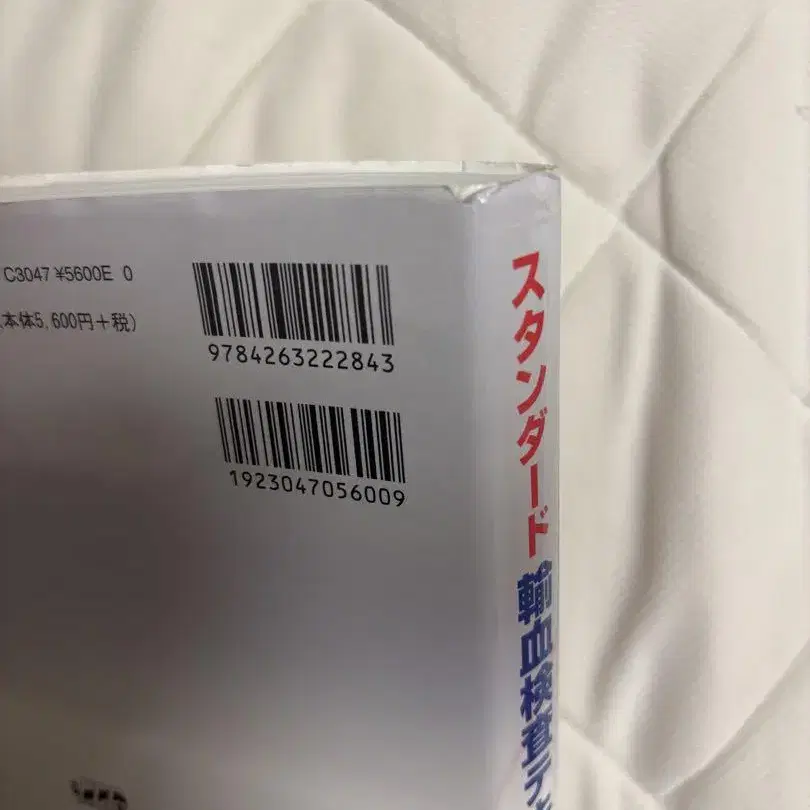 C3047 ¥5600E 0
本体5,600円+税)
9784263222843
1923047056009
スタンダード 輸血検査テ